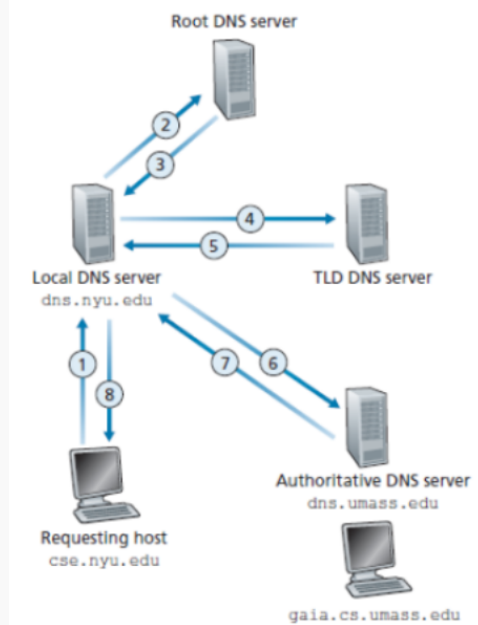 Root DNS server
2
3
4
5
Local DNS server
dns.nyu.edu
TLD DNS server
1
8
7
6
Authoritative DNS server
dns.umass.edu
Requesting host
cse.nyu.edu
gaia.cs.umass.edu